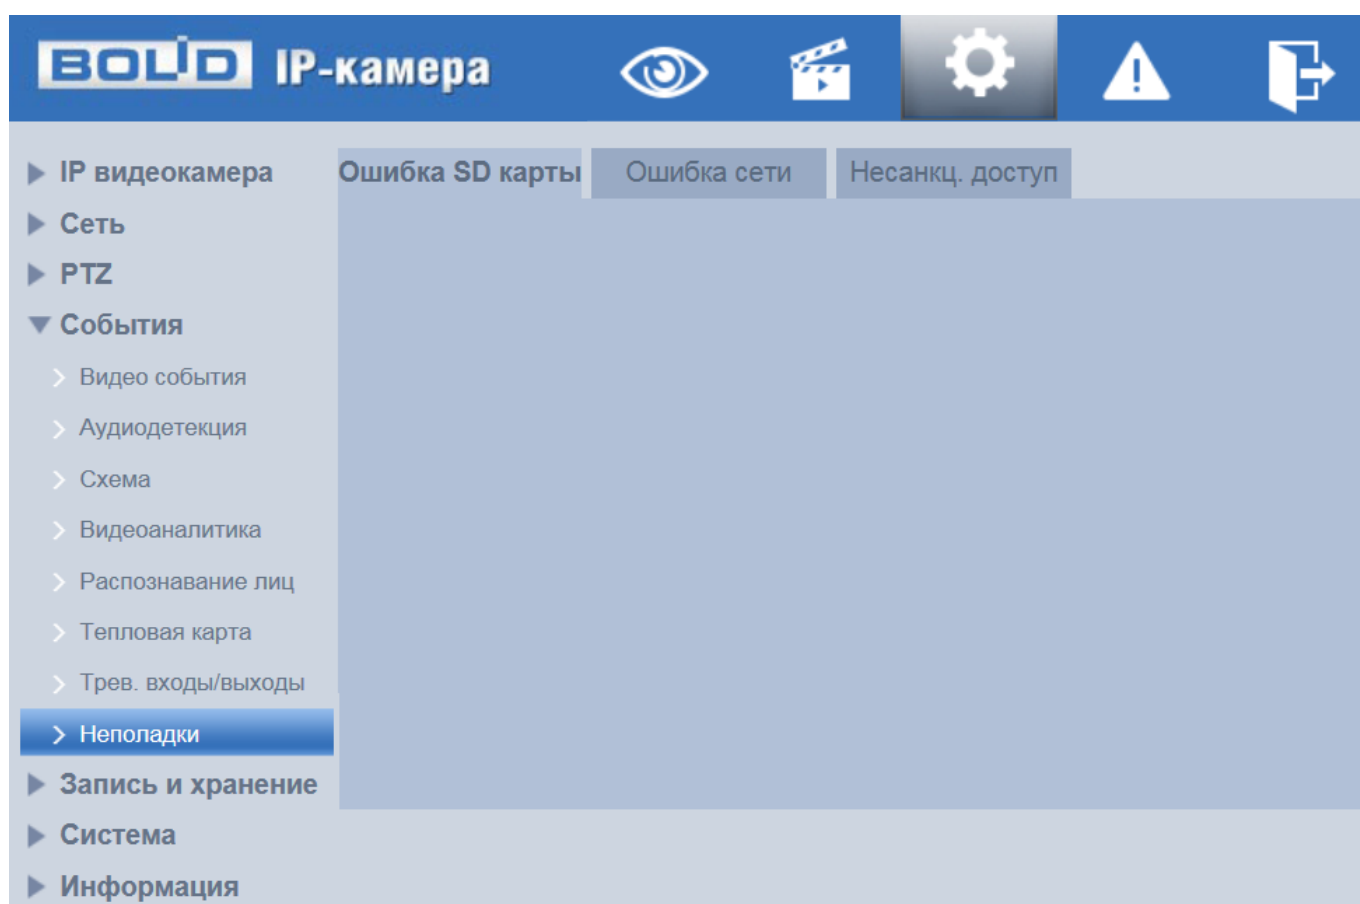 BOLID IP-камера
IP видеокамера
Сеть
PTZ
События
Видео события
Аудиодетекция
Схема
Видеоаналитика
Распознавание лиц
Тепловая карта
Трев. входы/выходы
Неполадки
Запись и хранение
Система
Информация
Ошибка SD карты
Ошибка сети
Несанкц. доступ